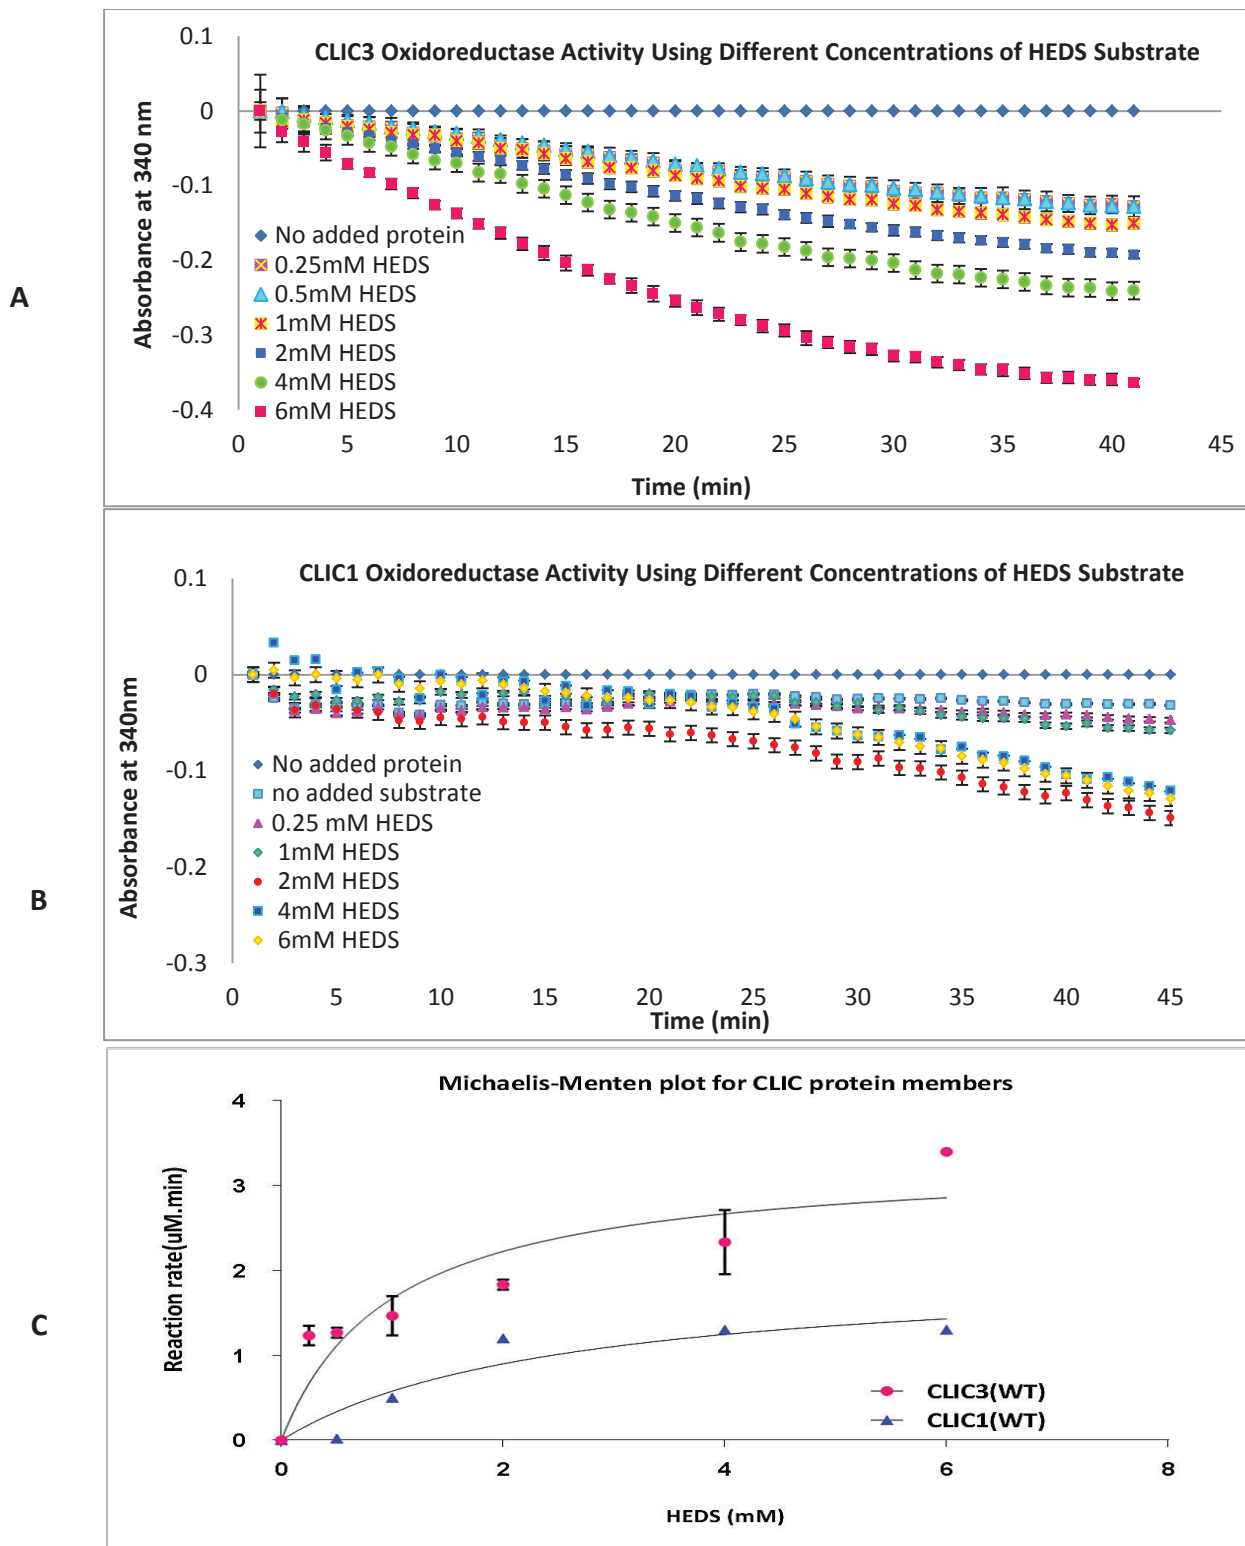 A
CLIC3 Oxidoreductase Activity Using Different Concentrations of HEDS Substrate
Absorbance at 340 nm
0.1
0
-0.1
-0.2
-0.3
-0.4
No added protein
0.25mM HEDS
0.5mM HEDS
1mM HEDS
2mM HEDS
4mM HEDS
6mM HEDS
0 5 10 15 20 25 30 35 40 45
Time (min)
B
CLIC1 Oxidoreductase Activity Using Different Concentrations of HEDS Substrate
Absorbance at 340nm
0.1
0
-0.1
-0.2
-0.3
No added protein
no added substrate
0.25 mM HEDS
1mM HEDS
2mM HEDS
4mM HEDS
6mM HEDS
0 5 10 15 20 25 30 35 40 45
Time (min)
C
Michaelis-Menten plot for CLIC protein members
Reaction rate(uM.min)
4
3
2
1
0
CLIC3(WT)
CLIC1(WT)
0 2 4 6 8
HEDS (mM)